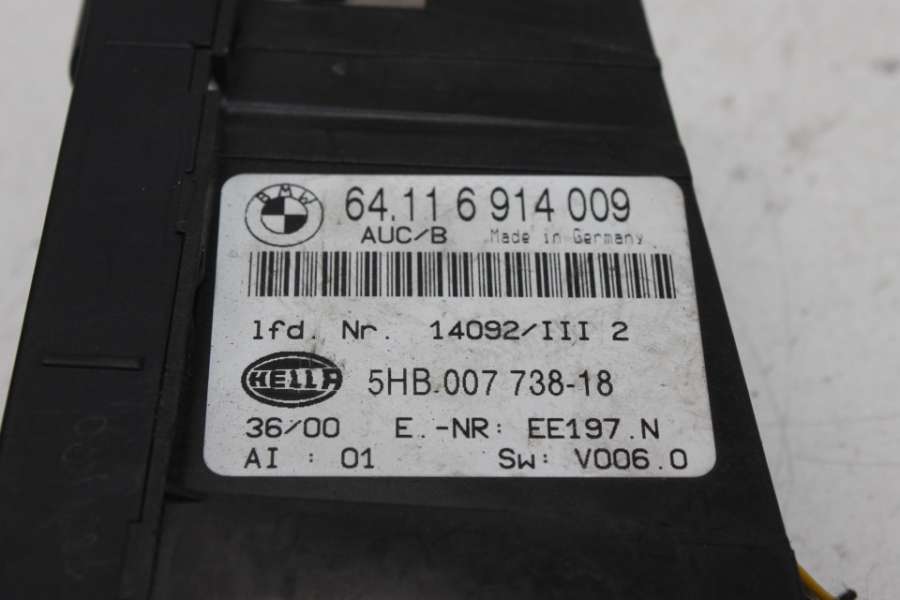 BMW 64.11 6 914 009
AUC/B Made in Germany
lfd. Nr. 14092/III 2
HELLA 5HB.007 738-18
36/00 E.-NR: EE197.N
AI : 01 SW: V006.0